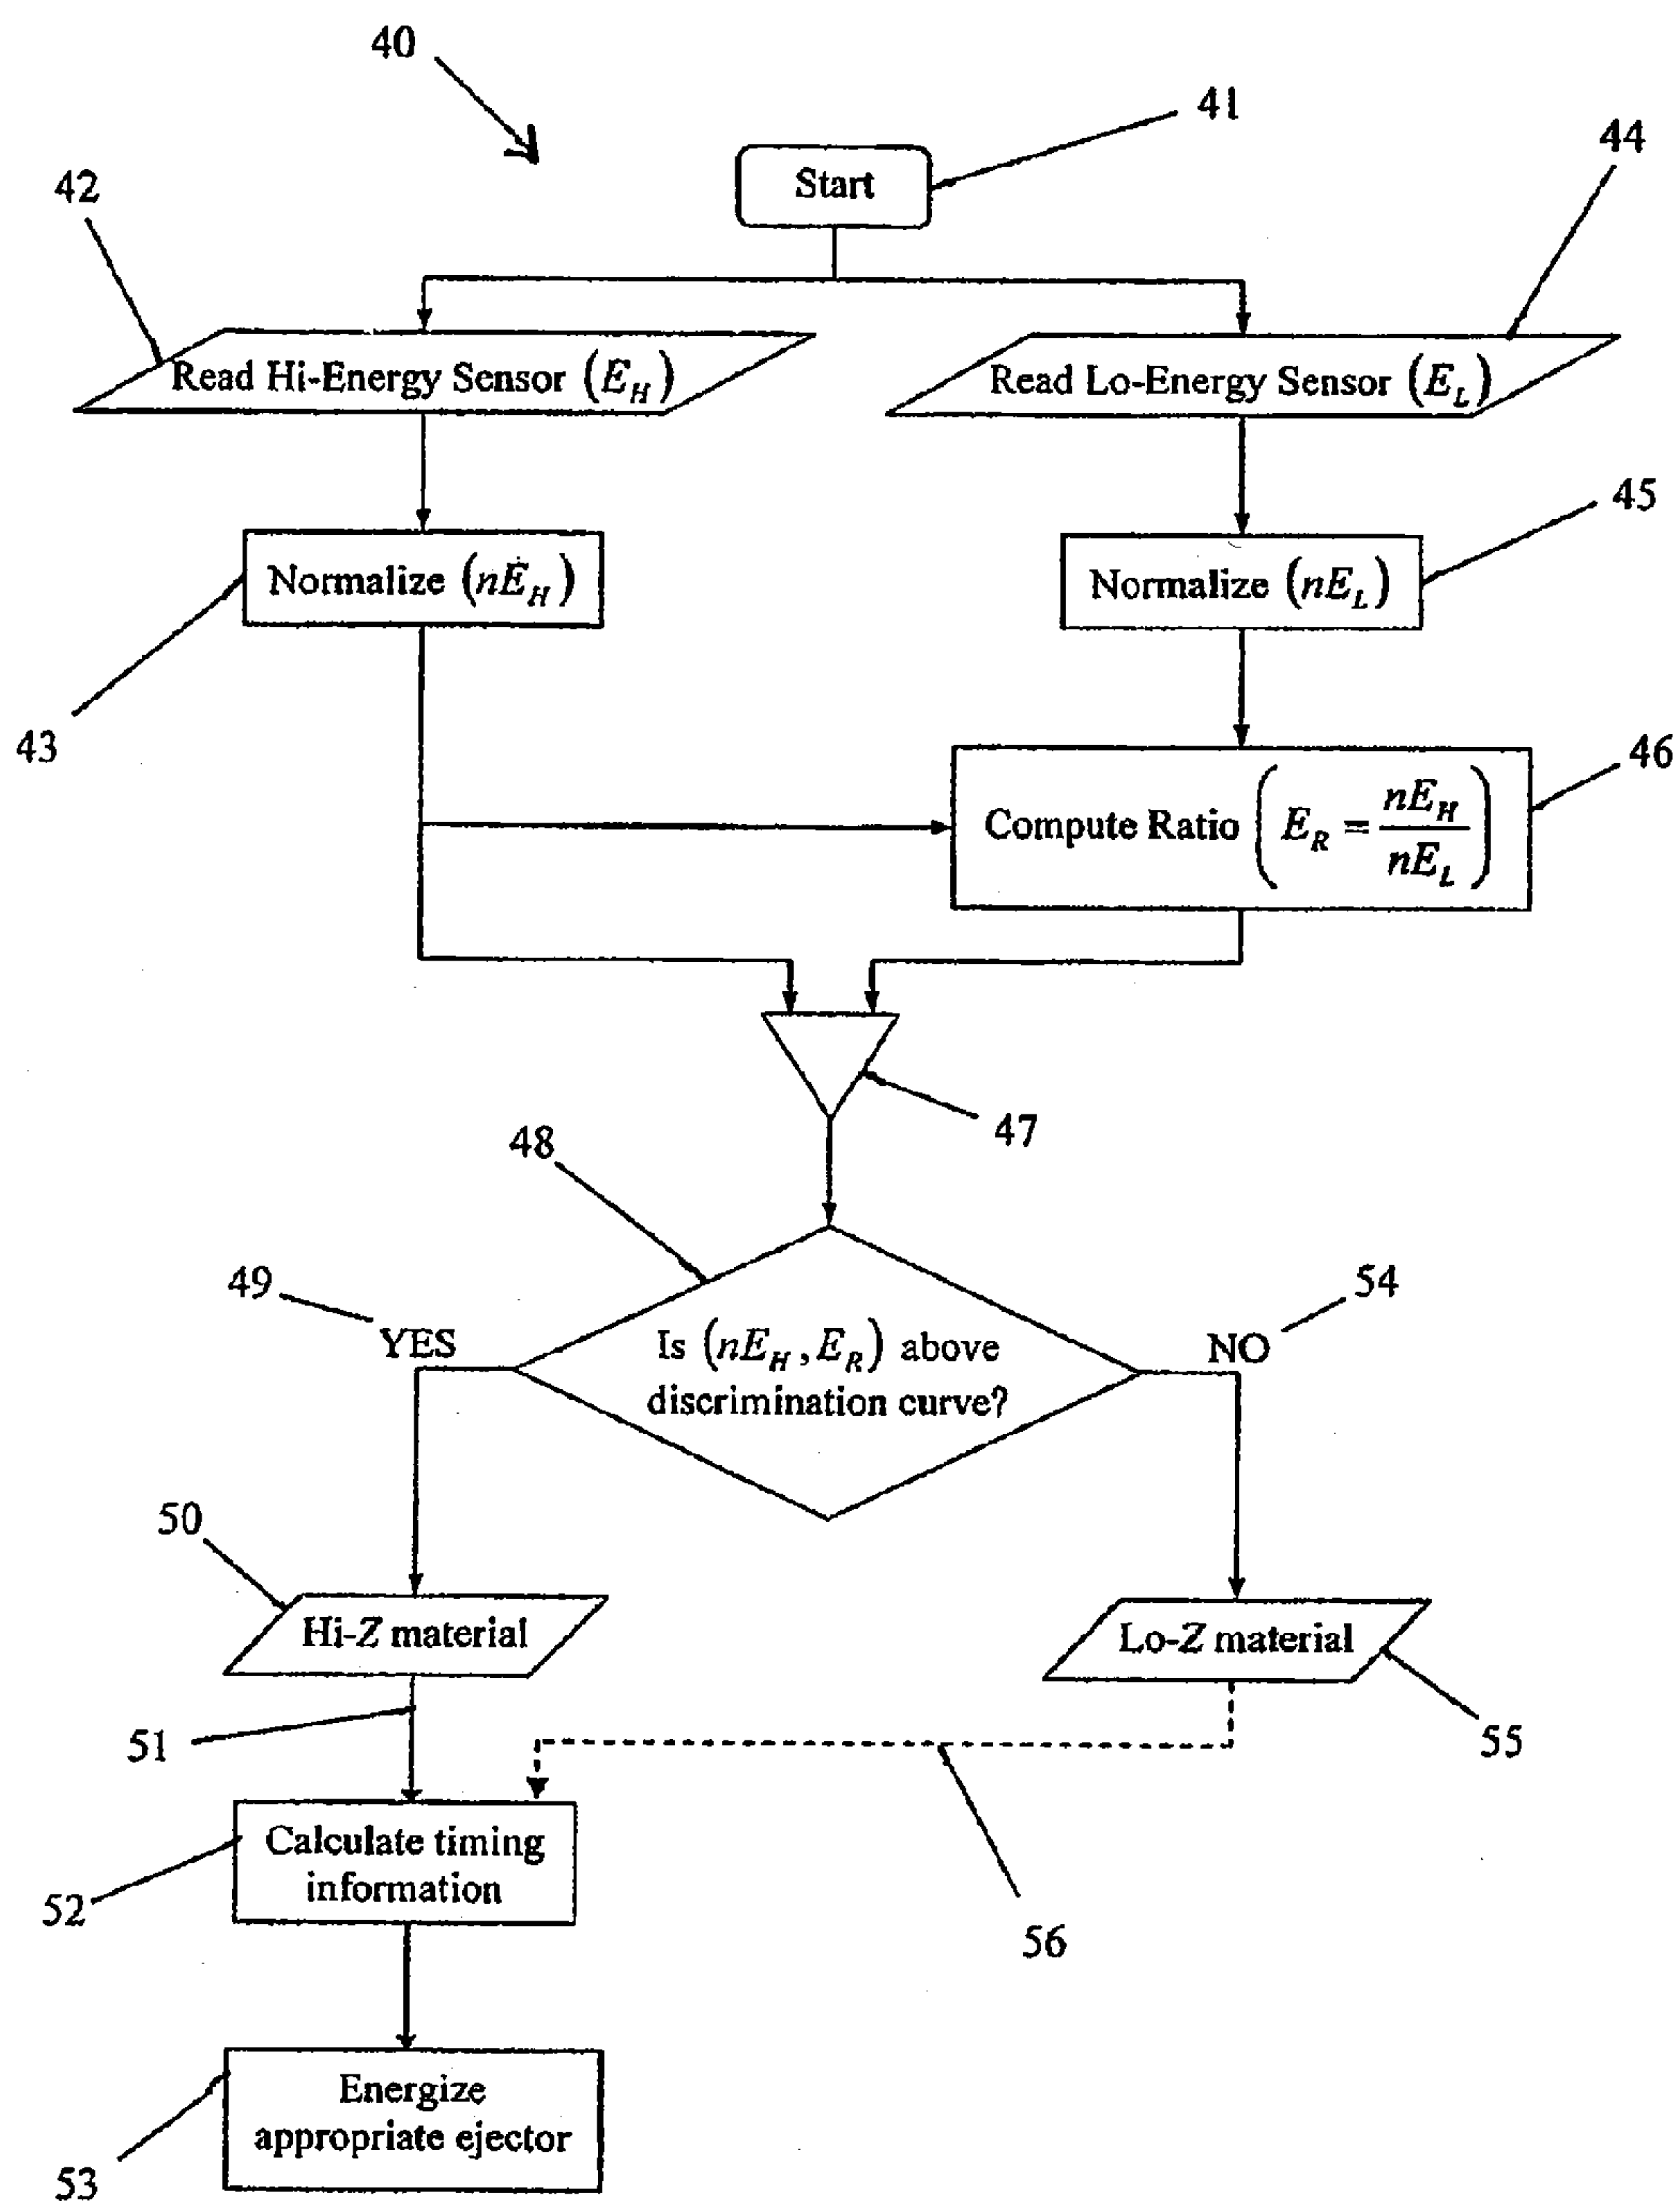 40
41
Start
42
44
Read Hi-Energy Sensor (E_H)
Read Lo-Energy Sensor (E_L)
45
Normalize (nE_H)
Normalize (nE_L)
43
46
Compute Ratio (E_R = nE_H / nE_L)
47
48
49
54
YES
NO
Is (nE_H, E_R) above
discrimination curve?
50
Hi-Z material
Lo-Z material
51
55
Calculate timing
information
52
56
Energize
appropriate ejector
53